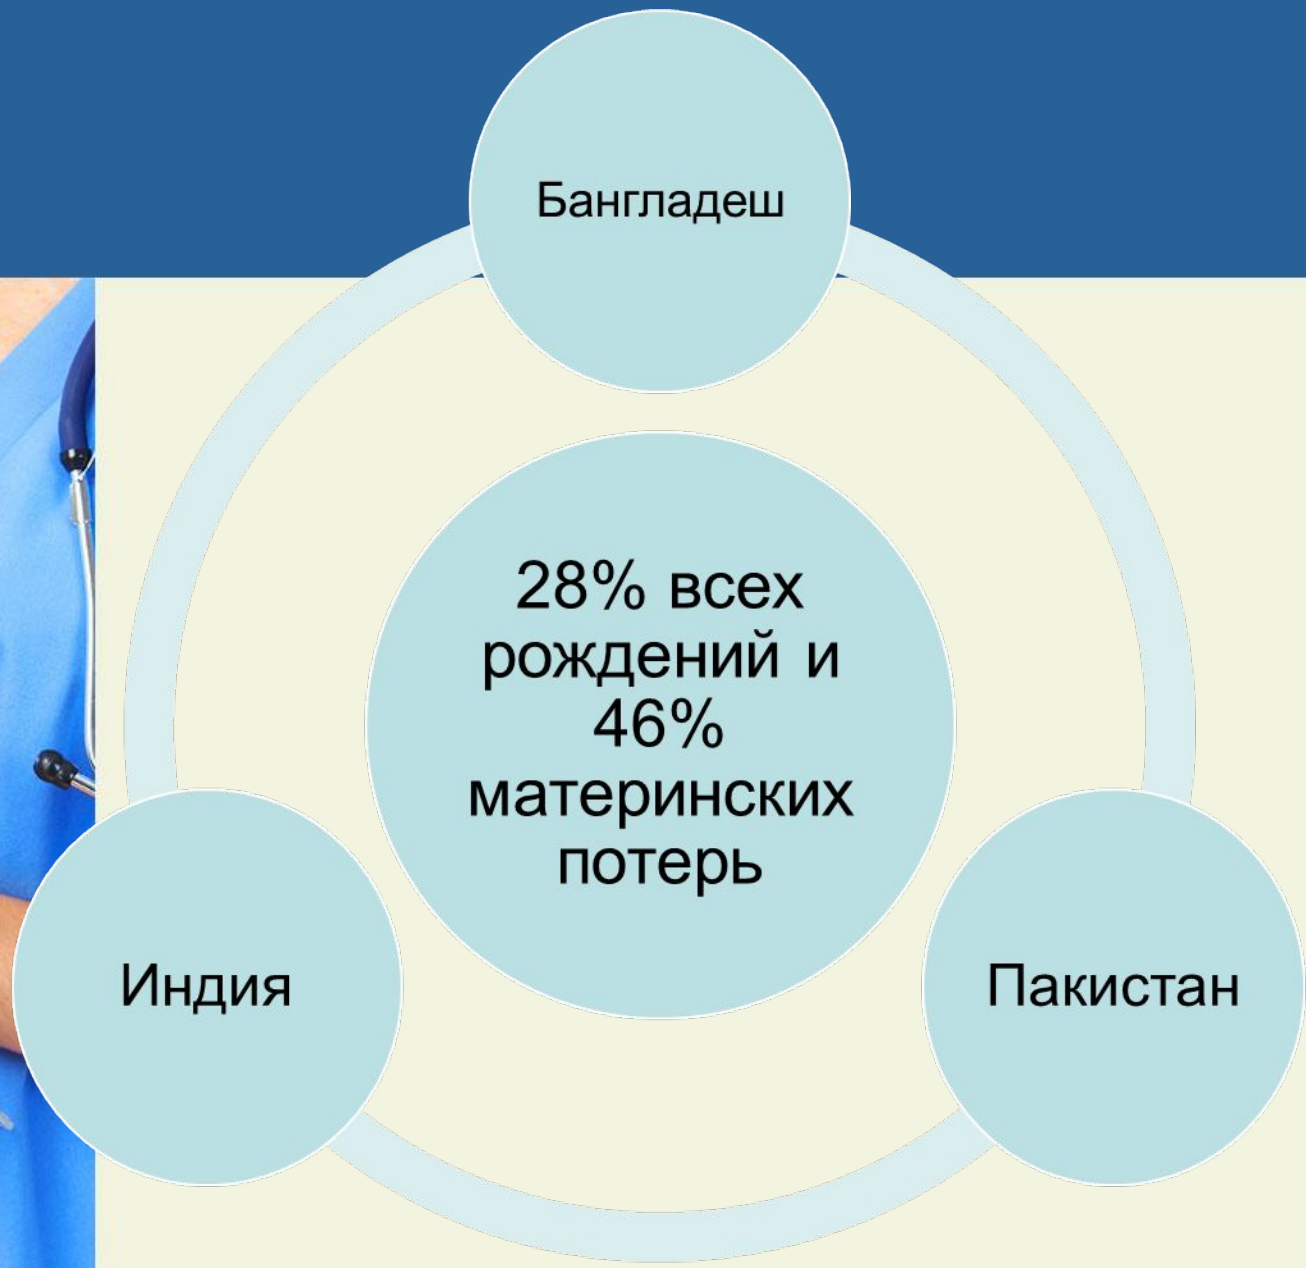 Бангладеш
28% всех
рождений и
46%
материнских
потерь
Индия
Пакистан